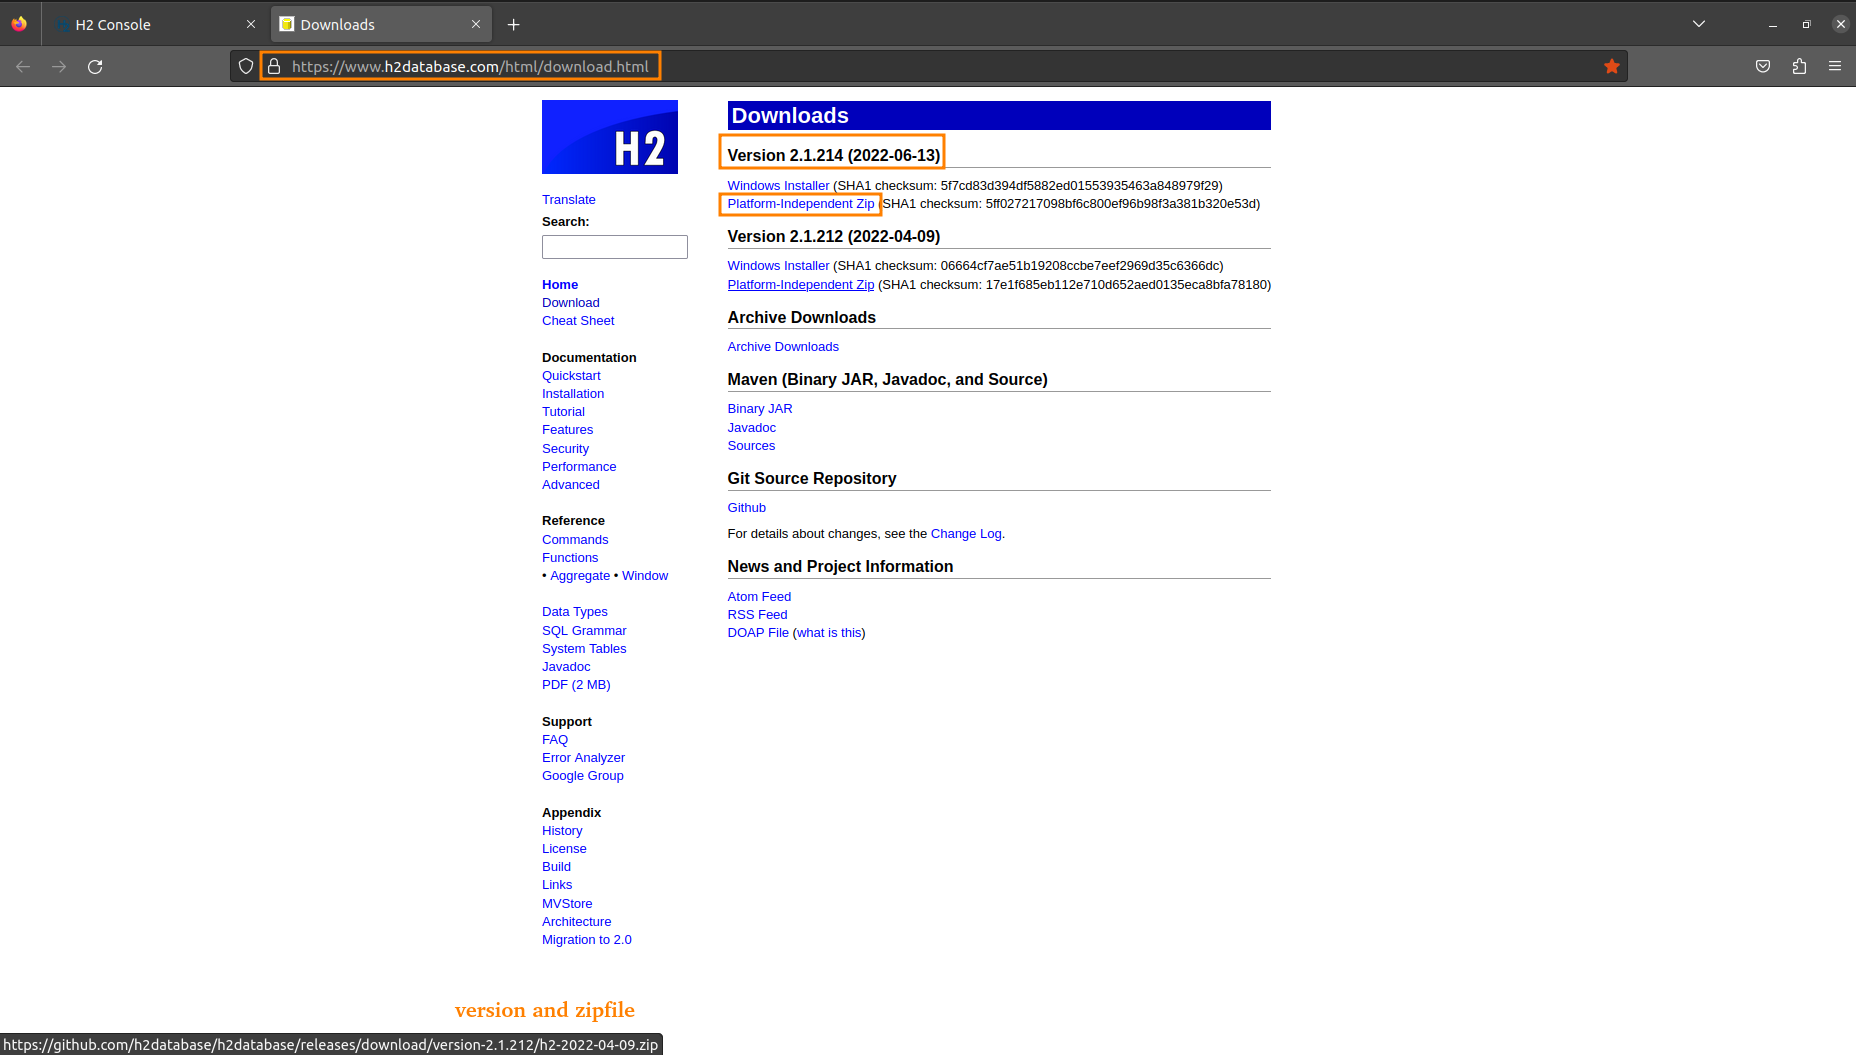 H2 Console
Downloads
https://www.h2database.com/html/download.html
H2
Translate
Search:
Home
Download
Cheat Sheet
Documentation
Quickstart
Installation
Tutorial
Features
Security
Performance
Advanced
Reference
Commands
Functions
• Aggregate • Window
Data Types
SQL Grammar
System Tables
Javadoc
PDF (2 MB)
Support
FAQ
Error Analyzer
Google Group
Appendix
History
License
Build
Links
MVStore
Architecture
Migration to 2.0
Downloads
Version 2.1.214 (2022-06-13)
Windows Installer (SHA1 checksum: 5f7cd83d394df5882ed01553935463a848979f29)
Platform-Independent Zip (SHA1 checksum: 5ff027217098bf6c800ef96b98f3a381b320e53d)
Version 2.1.212 (2022-04-09)
Windows Installer (SHA1 checksum: 06664cf7ae51b19208ccbe7eef2969d35c6366dc)
Platform-Independent Zip (SHA1 checksum: 17e1f685eb112e710d652aed0135eca8bfa78180)
Archive Downloads
Archive Downloads
Maven (Binary JAR, Javadoc, and Source)
Binary JAR
Javadoc
Sources
Git Source Repository
Github
For details about changes, see the Change Log.
News and Project Information
Atom Feed
RSS Feed
DOAP File (what is this)
version and zipfile
https://github.com/h2database/h2database/releases/download/version-2.1.212/h2-2022-04-09.zip